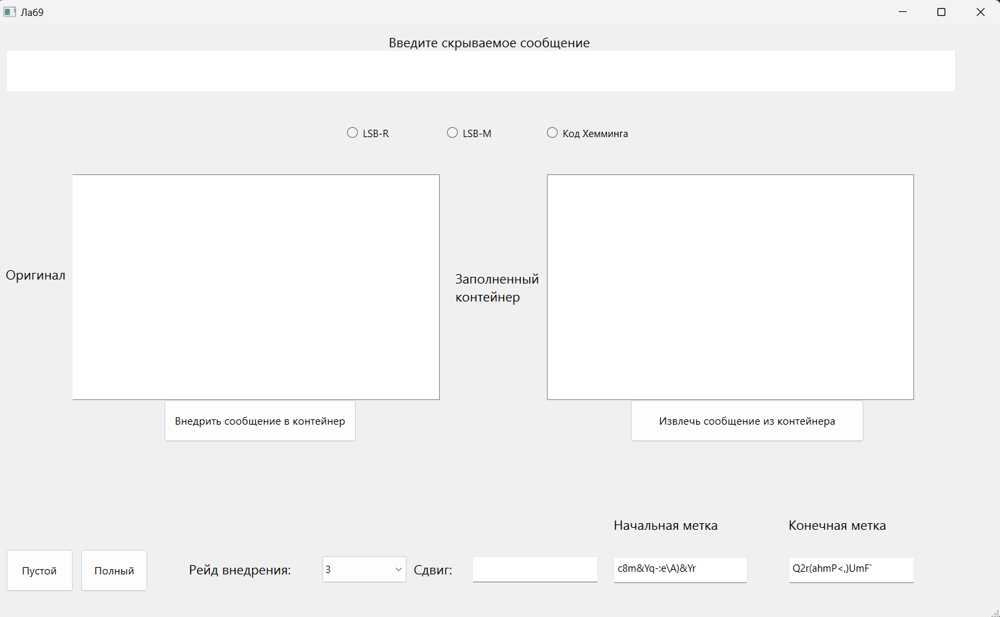 Ла69
Введите скрываемое сообщение
LSB-R
LSB-M
Код Хемминга
Оригинал
Заполненный
контейнер
Внедрить сообщение в контейнер
Извлечь сообщение из контейнера
Начальная метка
Конечная метка
Пустой
Полный
Рейд внедрения:
3
Сдвиг:
c8m&Yq-:e\A)&Yr
Q2r(ahmP<,)UmF`